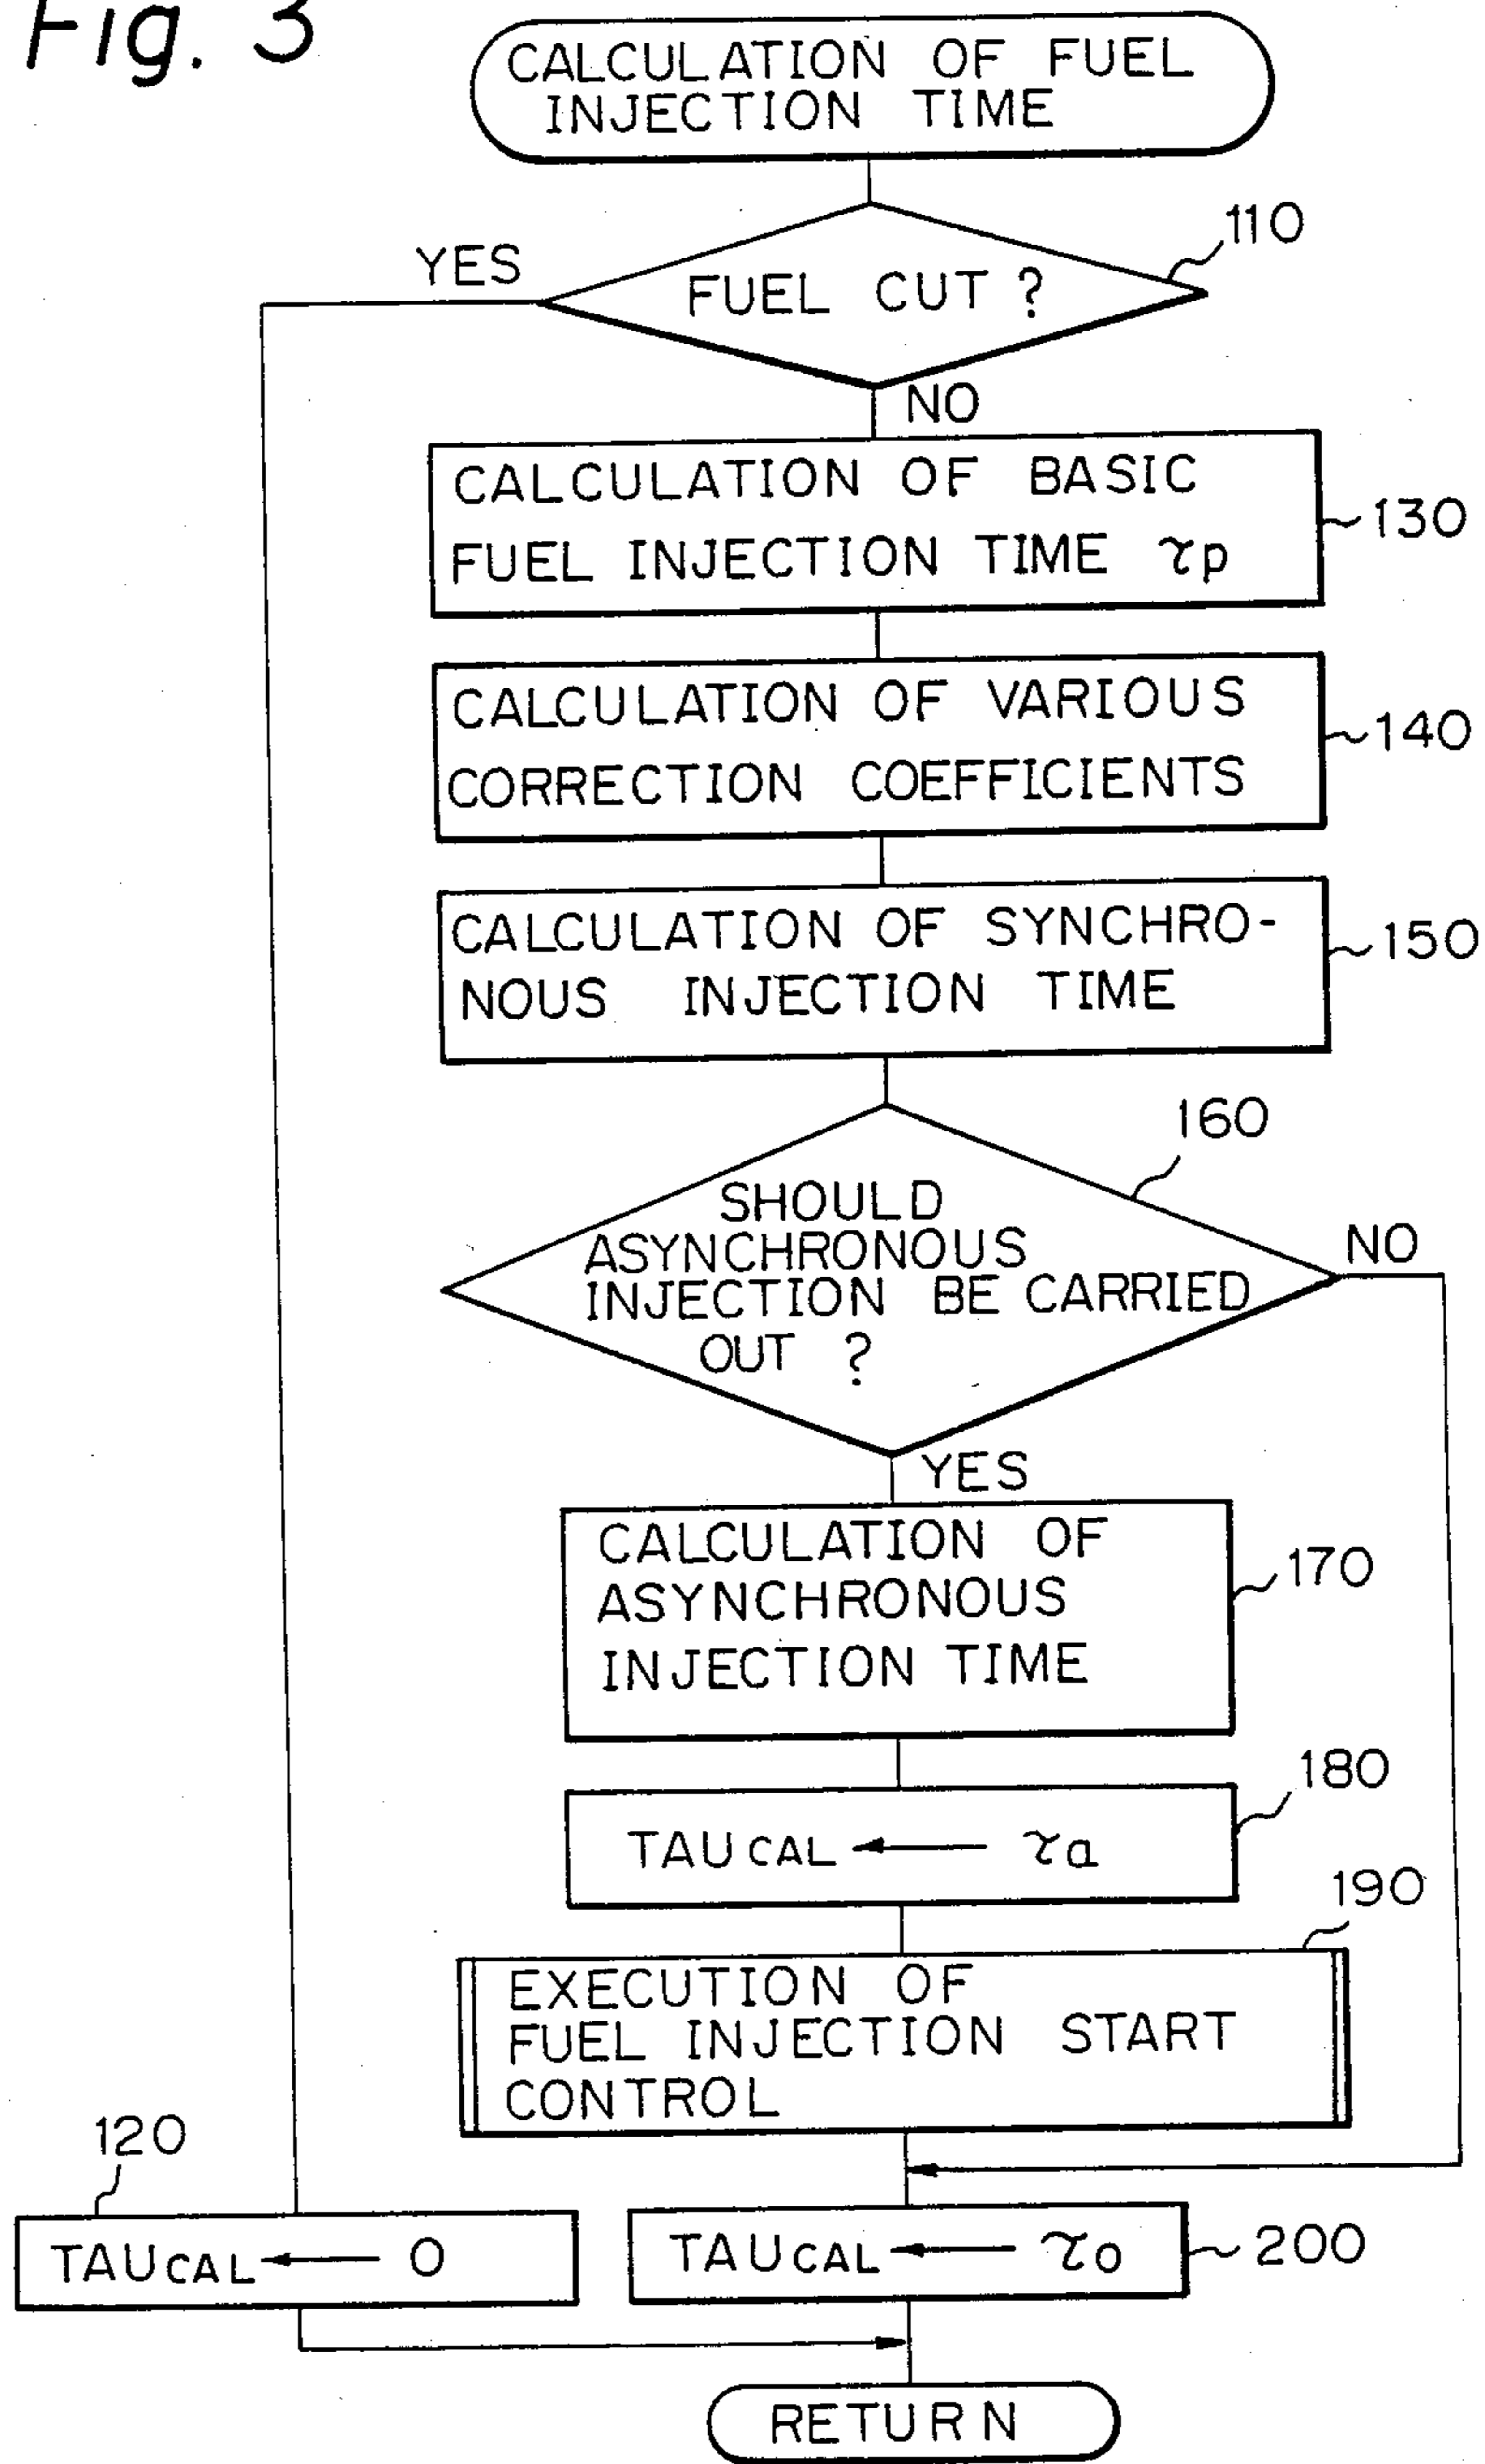 Fig. 3
CALCULATION OF FUEL
INJECTION TIME
110
YES
FUEL CUT ?
NO
CALCULATION OF BASIC
FUEL INJECTION TIME τp
130
CALCULATION OF VARIOUS
CORRECTION COEFFICIENTS
140
CALCULATION OF SYNCHRO-
NOUS INJECTION TIME
150
160
SHOULD
ASYNCHRONOUS
INJECTION BE CARRIED
OUT ?
NO
YES
CALCULATION OF
ASYNCHRONOUS
INJECTION TIME
170
180
TAUCAL ← τa
190
EXECUTION OF
FUEL INJECTION START
CONTROL
120
TAUCAL ← 0
TAUCAL ← τo
200
RETURN